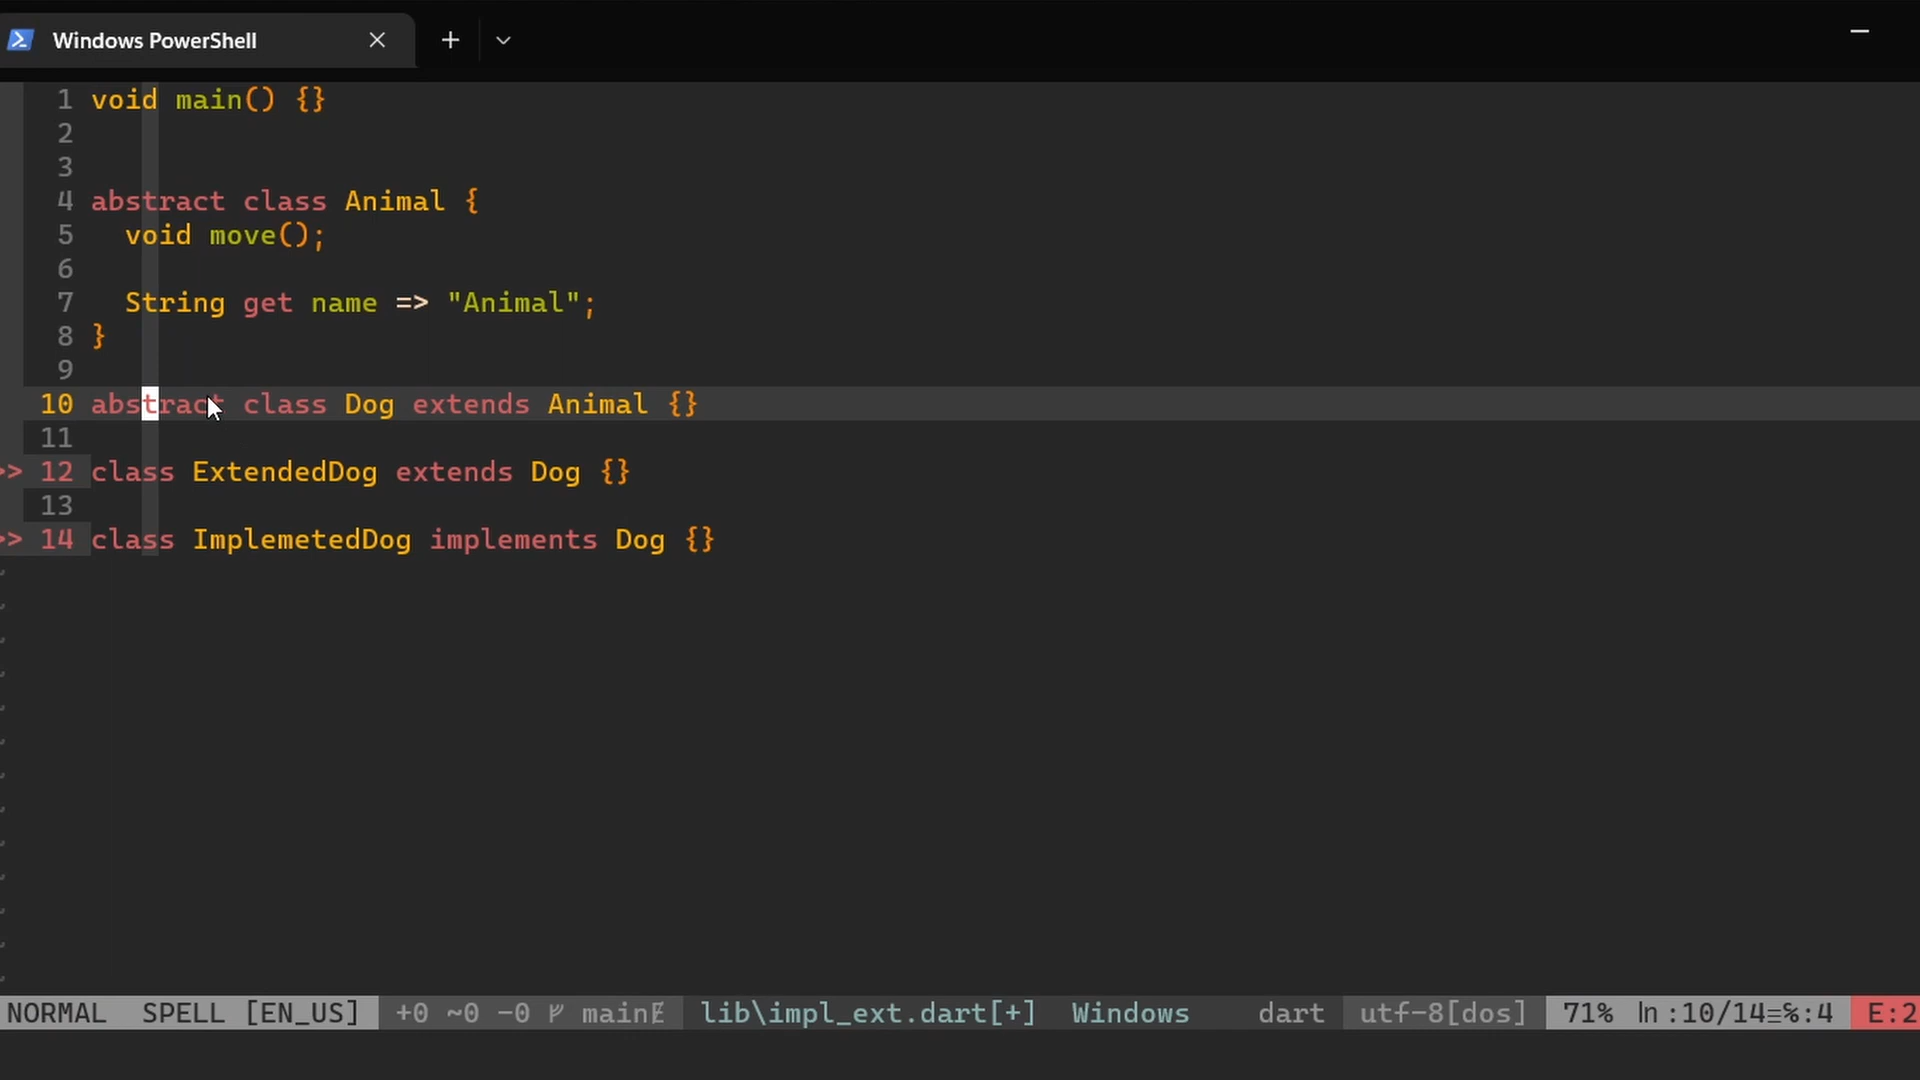 Windows PowerShell
1 void main() {}
2
3
4 abstract class Animal {
5 void move();
6
7 String get name => "Animal";
8 }
9
10 abstract class Dog extends Animal {}
11
>> 12 class ExtendedDog extends Dog {}
13
>> 14 class ImplemetedDog implements Dog {}
NORMAL SPELL [EN_US] +0 ~0 -0 main lib\impl_ext.dart[+] Windows dart utf-8[dos] 71% ln :10/14≡%:4 E:2